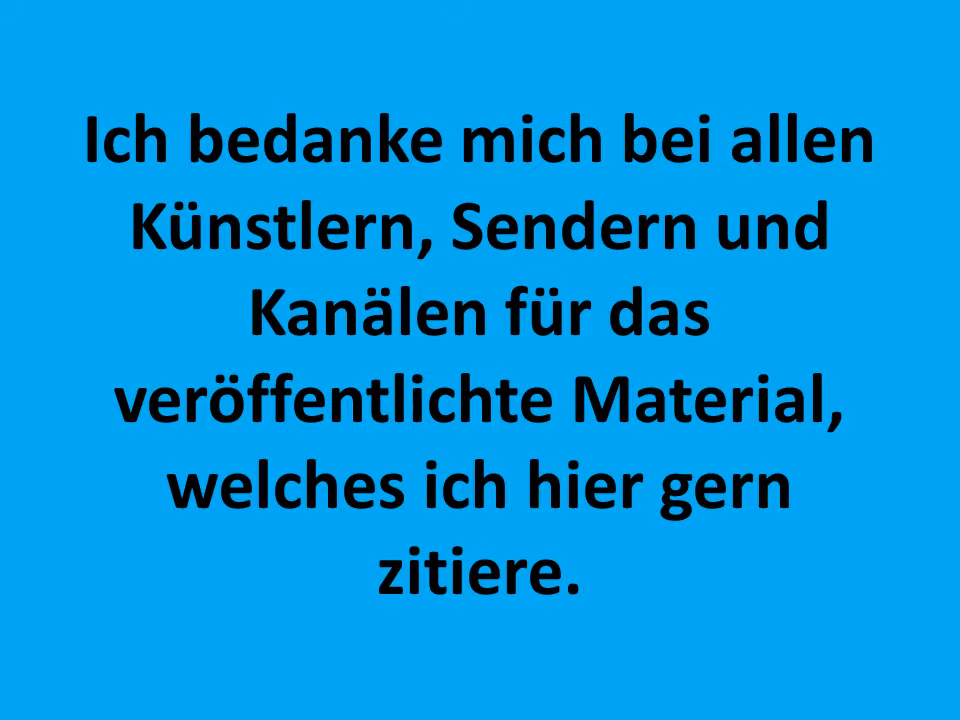 Ich bedanke mich bei allen
Künstlern, Sendern und
Kanälen für das
veröffentlichte Material,
welches ich hier gern
zitiere.